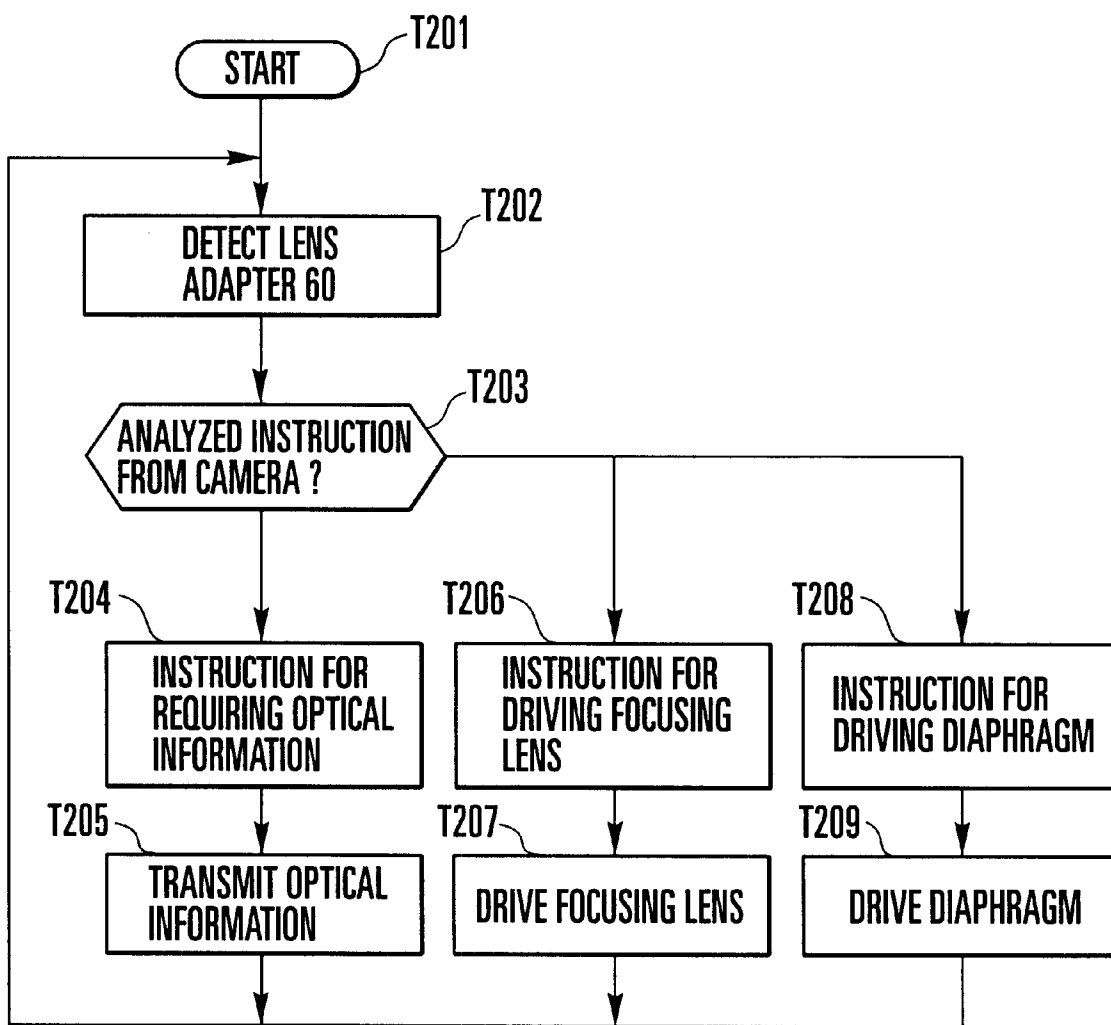 T201
START
T202
DETECT LENS
ADAPTER 60
T203
ANALYZED INSTRUCTION
FROM CAMERA ?
T204
INSTRUCTION FOR
REQUIRING OPTICAL
INFORMATION
T206
INSTRUCTION FOR
DRIVING FOCUSING
LENS
T208
INSTRUCTION FOR
DRIVING DIAPHRAGM
T205
TRANSMIT OPTICAL
INFORMATION
T207
DRIVE FOCUSING LENS
T209
DRIVE DIAPHRAGM